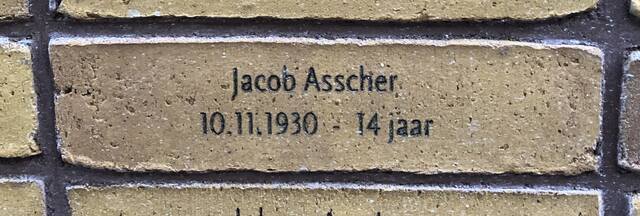 Jacob Asscher
10.11.1930 - 14 jaar